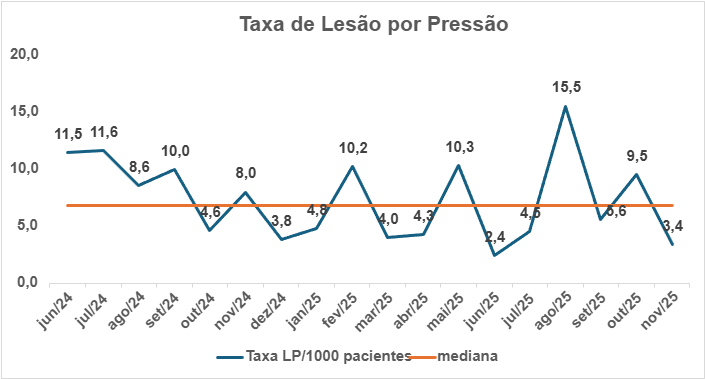 Taxa de Lesão por Pressão
20,0
15,0
10,0
5,0
0,0
11,5
11,6
8,6
10,0
4,6
8,0
3,8
4,8
10,2
4,0
4,3
10,3
2,4
4,5
15,5
5,6
9,5
3,4
jun/24
jul/24
ago/24
set/24
out/24
nov/24
dez/24
jan/25
fev/25
mar/25
abr/25
mai/25
jun/25
jul/25
ago/25
set/25
out/25
nov/25
Taxa LP/1000 pacientes
mediana